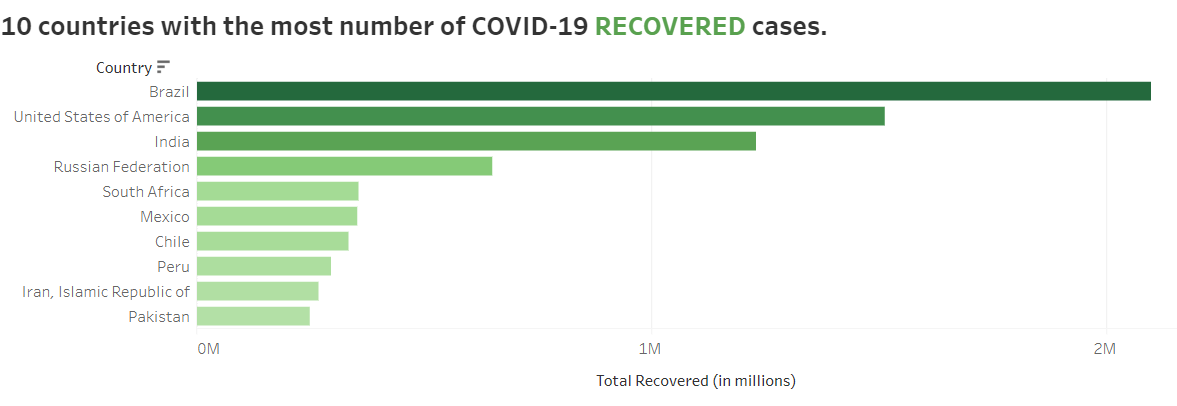 10 countries with the most number of COVID-19 RECOVERED cases.
Country
Brazil
United States of America
India
Russian Federation
South Africa
Mexico
Chile
Peru
Iran, Islamic Republic of
Pakistan
0M 1M 2M
Total Recovered (in millions)